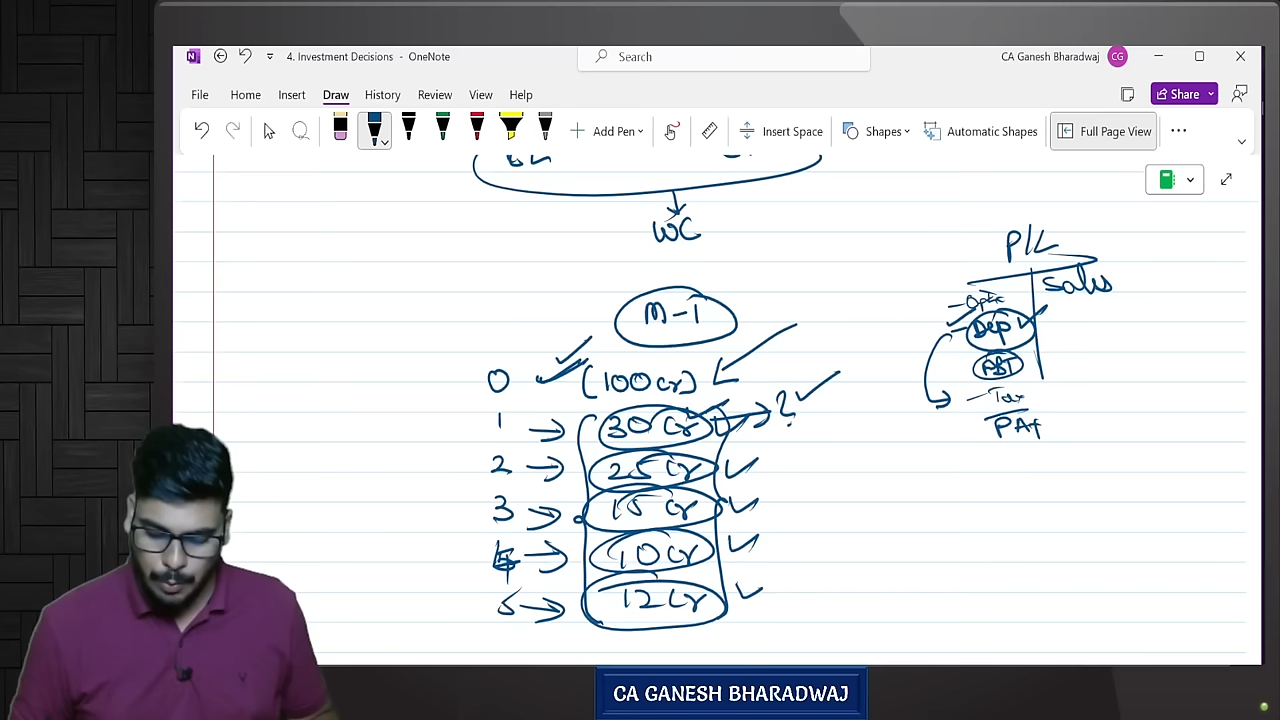 4. Investment Decisions - OneNote
Search
CA Ganesh Bharadwaj CG
File Home Insert Draw History Review View Help
Share
Add Pen
Insert Space
Shapes
Automatic Shapes
Full Page View
WC
P/L
Sales
Dep
PBT
- Tax
PAT
M-1
0 (100cr)
1 → 30 Cr → ?
2 → 25 Cr
3 → 15 Cr
4 → 10 Cr
5 → 12 Cr
CA GANESH BHARADWAJ